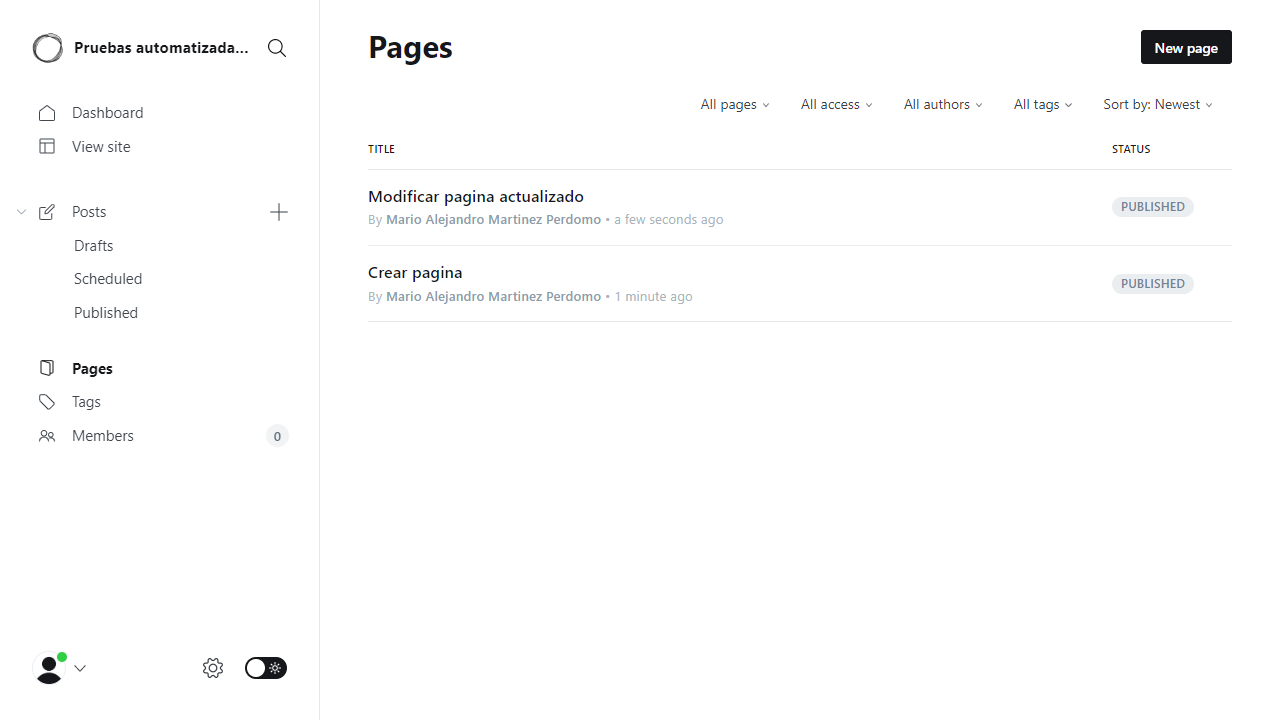 Pruebas automatizada...
Dashboard
View site
Posts
Drafts
Scheduled
Published
Pages
Tags
Members 0
Pages
New page
All pages All access All authors All tags Sort by: Newest
TITLE STATUS
Modificar pagina actualizado
By Mario Alejandro Martinez Perdomo • a few seconds ago
PUBLISHED
Crear pagina
By Mario Alejandro Martinez Perdomo • 1 minute ago
PUBLISHED